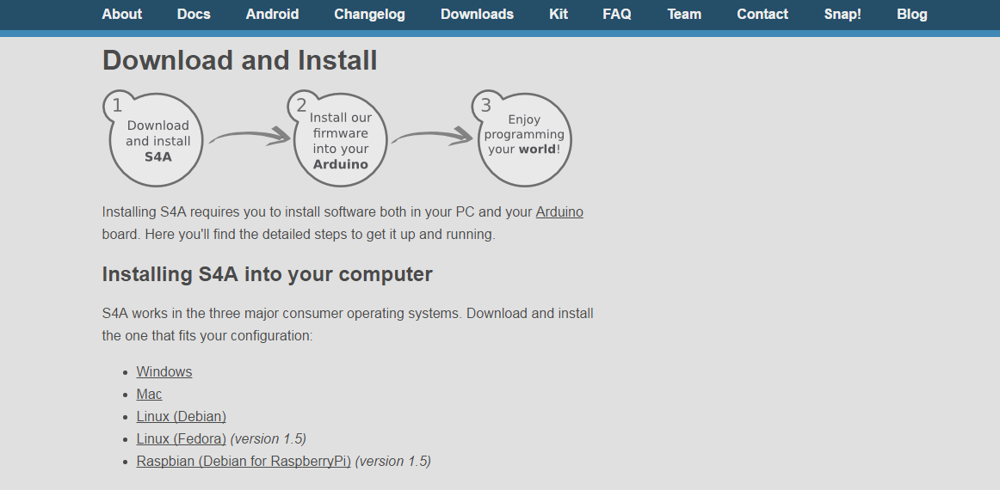 About Docs Android Changelog Downloads Kit FAQ Team Contact Snap! Blog
Download and Install
1
Download
and install
S4A
2
Install our
firmware
into your
Arduino
3
Enjoy
programming
your world!
Installing S4A requires you to install software both in your PC and your Arduino
board. Here you'll find the detailed steps to get it up and running.
Installing S4A into your computer
S4A works in the three major consumer operating systems. Download and install
the one that fits your configuration:
• Windows
• Mac
• Linux (Debian)
• Linux (Fedora) (version 1.5)
• Raspbian (Debian for RaspberryPi) (version 1.5)